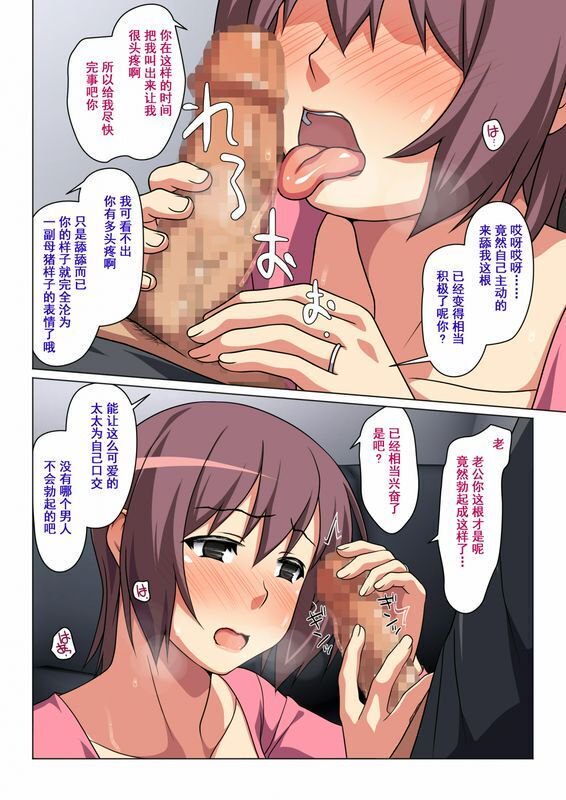 你在这样的时间
把我叫出来让我
很头疼啊
所以给我尽快
完事吧你
れろ
お
は…
哎呀哎呀……
竟然自己主动的
来舔我这根
已经变得相当
积极了呢你?
我可看不出
你有多头疼啊
只是舔舔而已
你的样子就完全沦为
一副母猪样子的表情了哦
老
老公你这根才是呢
竟然勃起成这样了…
已经相当兴奋了
是吧?
能让这么可爱的
太太为自己口交
没有哪个男人
不会勃起的吧
ギンッ
ギンッ
は
はぁ…